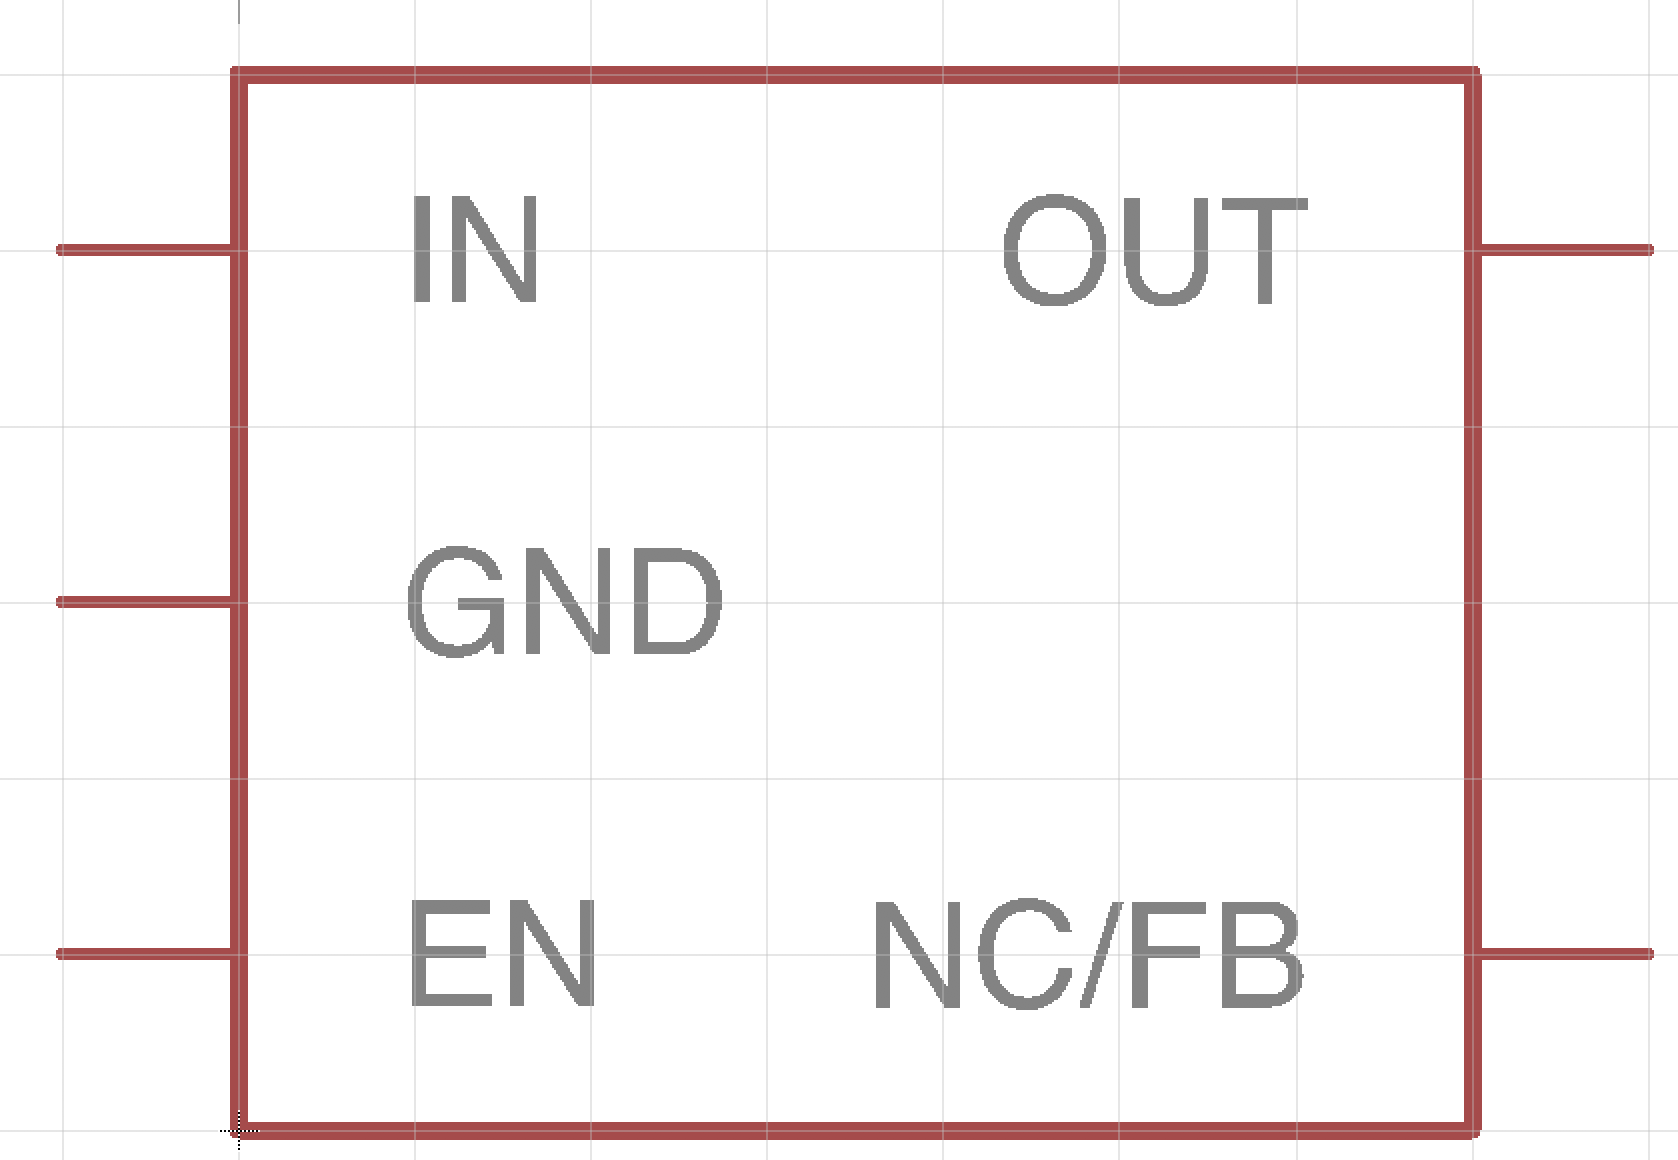 IN OUT
GND
EN NC/FB